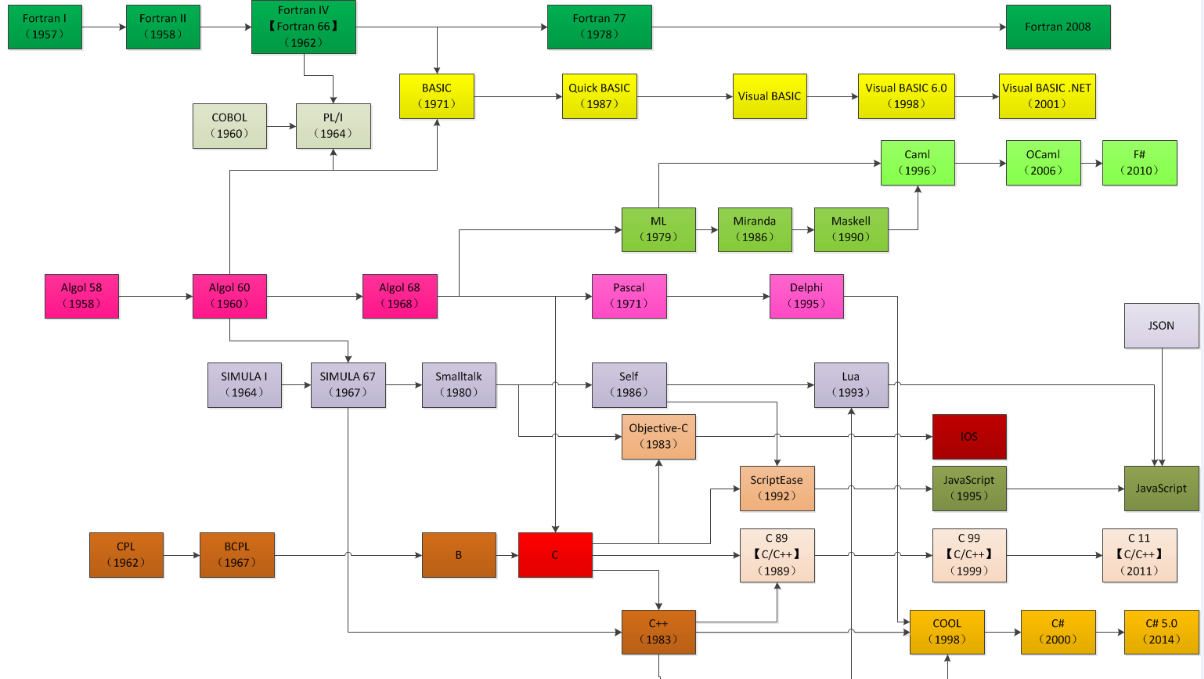 Fortran I
（1957）
Fortran II
（1958）
Fortran IV
【Fortran 66】
（1962）
Fortran 77
（1978）
Fortran 2008
BASIC
（1971）
Quick BASIC
（1987）
Visual BASIC
Visual BASIC 6.0
（1998）
Visual BASIC .NET
（2001）
COBOL
（1960）
PL/I
（1964）
Caml
（1996）
OCaml
（2006）
F#
（2010）
ML
（1979）
Miranda
（1986）
Maskell
（1990）
Algol 58
（1958）
Algol 60
（1960）
Algol 68
（1968）
Pascal
（1971）
Delphi
（1995）
JSON
SIMULA I
（1964）
SIMULA 67
（1967）
Smalltalk
（1980）
Self
（1986）
Lua
（1993）
Objective-C
（1983）
IOS
ScriptEase
（1992）
JavaScript
（1995）
JavaScript
CPL
（1962）
BCPL
（1967）
B
C
C 89
【C/C++】
（1989）
C 99
【C/C++】
（1999）
C 11
【C/C++】
（2011）
C++
（1983）
COOL
（1998）
C#
（2000）
C# 5.0
（2014）